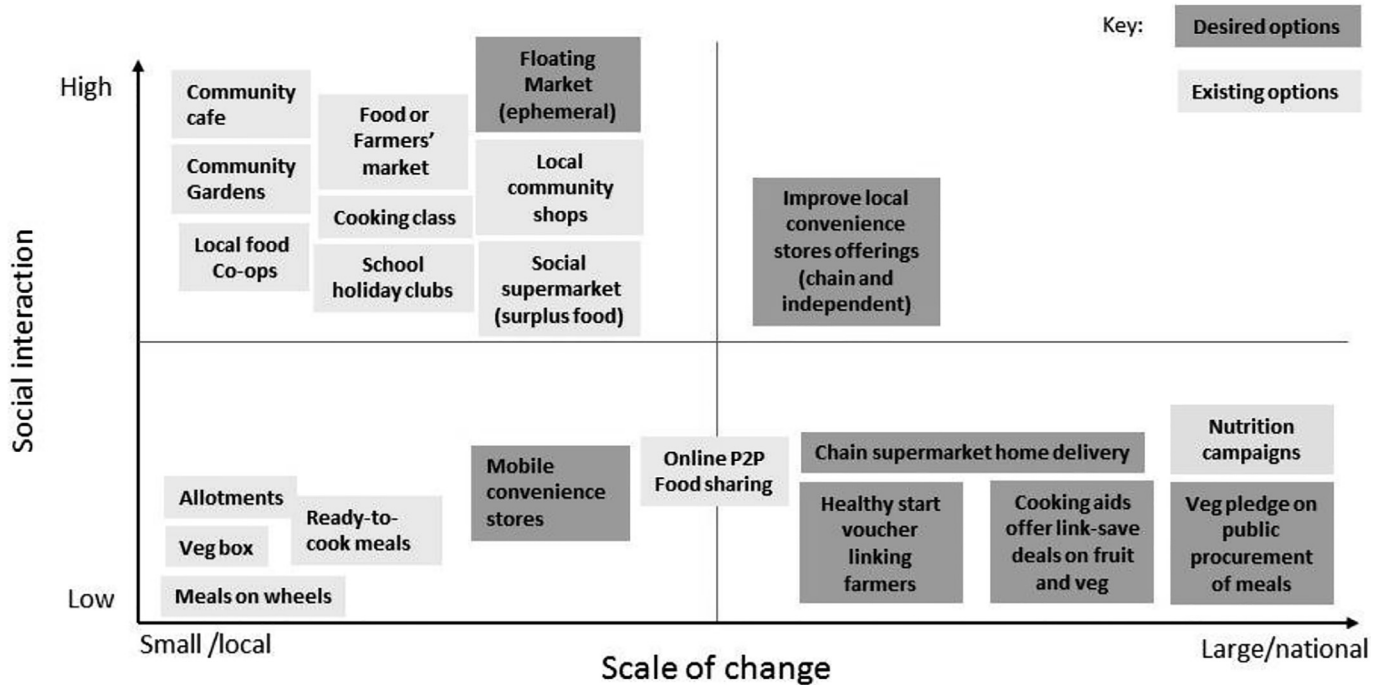 Key:
Desired options
Existing options
High
Social interaction
Low
Community
cafe
Food or
Farmers’
market
Floating
Market
(ephemeral)
Community
Gardens
Local
community
shops
Cooking class
Local food
Co-ops
School
holiday clubs
Social
supermarket
(surplus food)
Improve local
convenience
stores offerings
(chain and
independent)
Allotments
Veg box
Ready-to-
cook meals
Meals on wheels
Mobile
convenience
stores
Online P2P
Food sharing
Chain supermarket home delivery
Nutrition
campaigns
Healthy start
voucher
linking
farmers
Cooking aids
offer link-save
deals on fruit
and veg
Veg pledge on
public
procurement
of meals
Small /local
Scale of change
Large/national